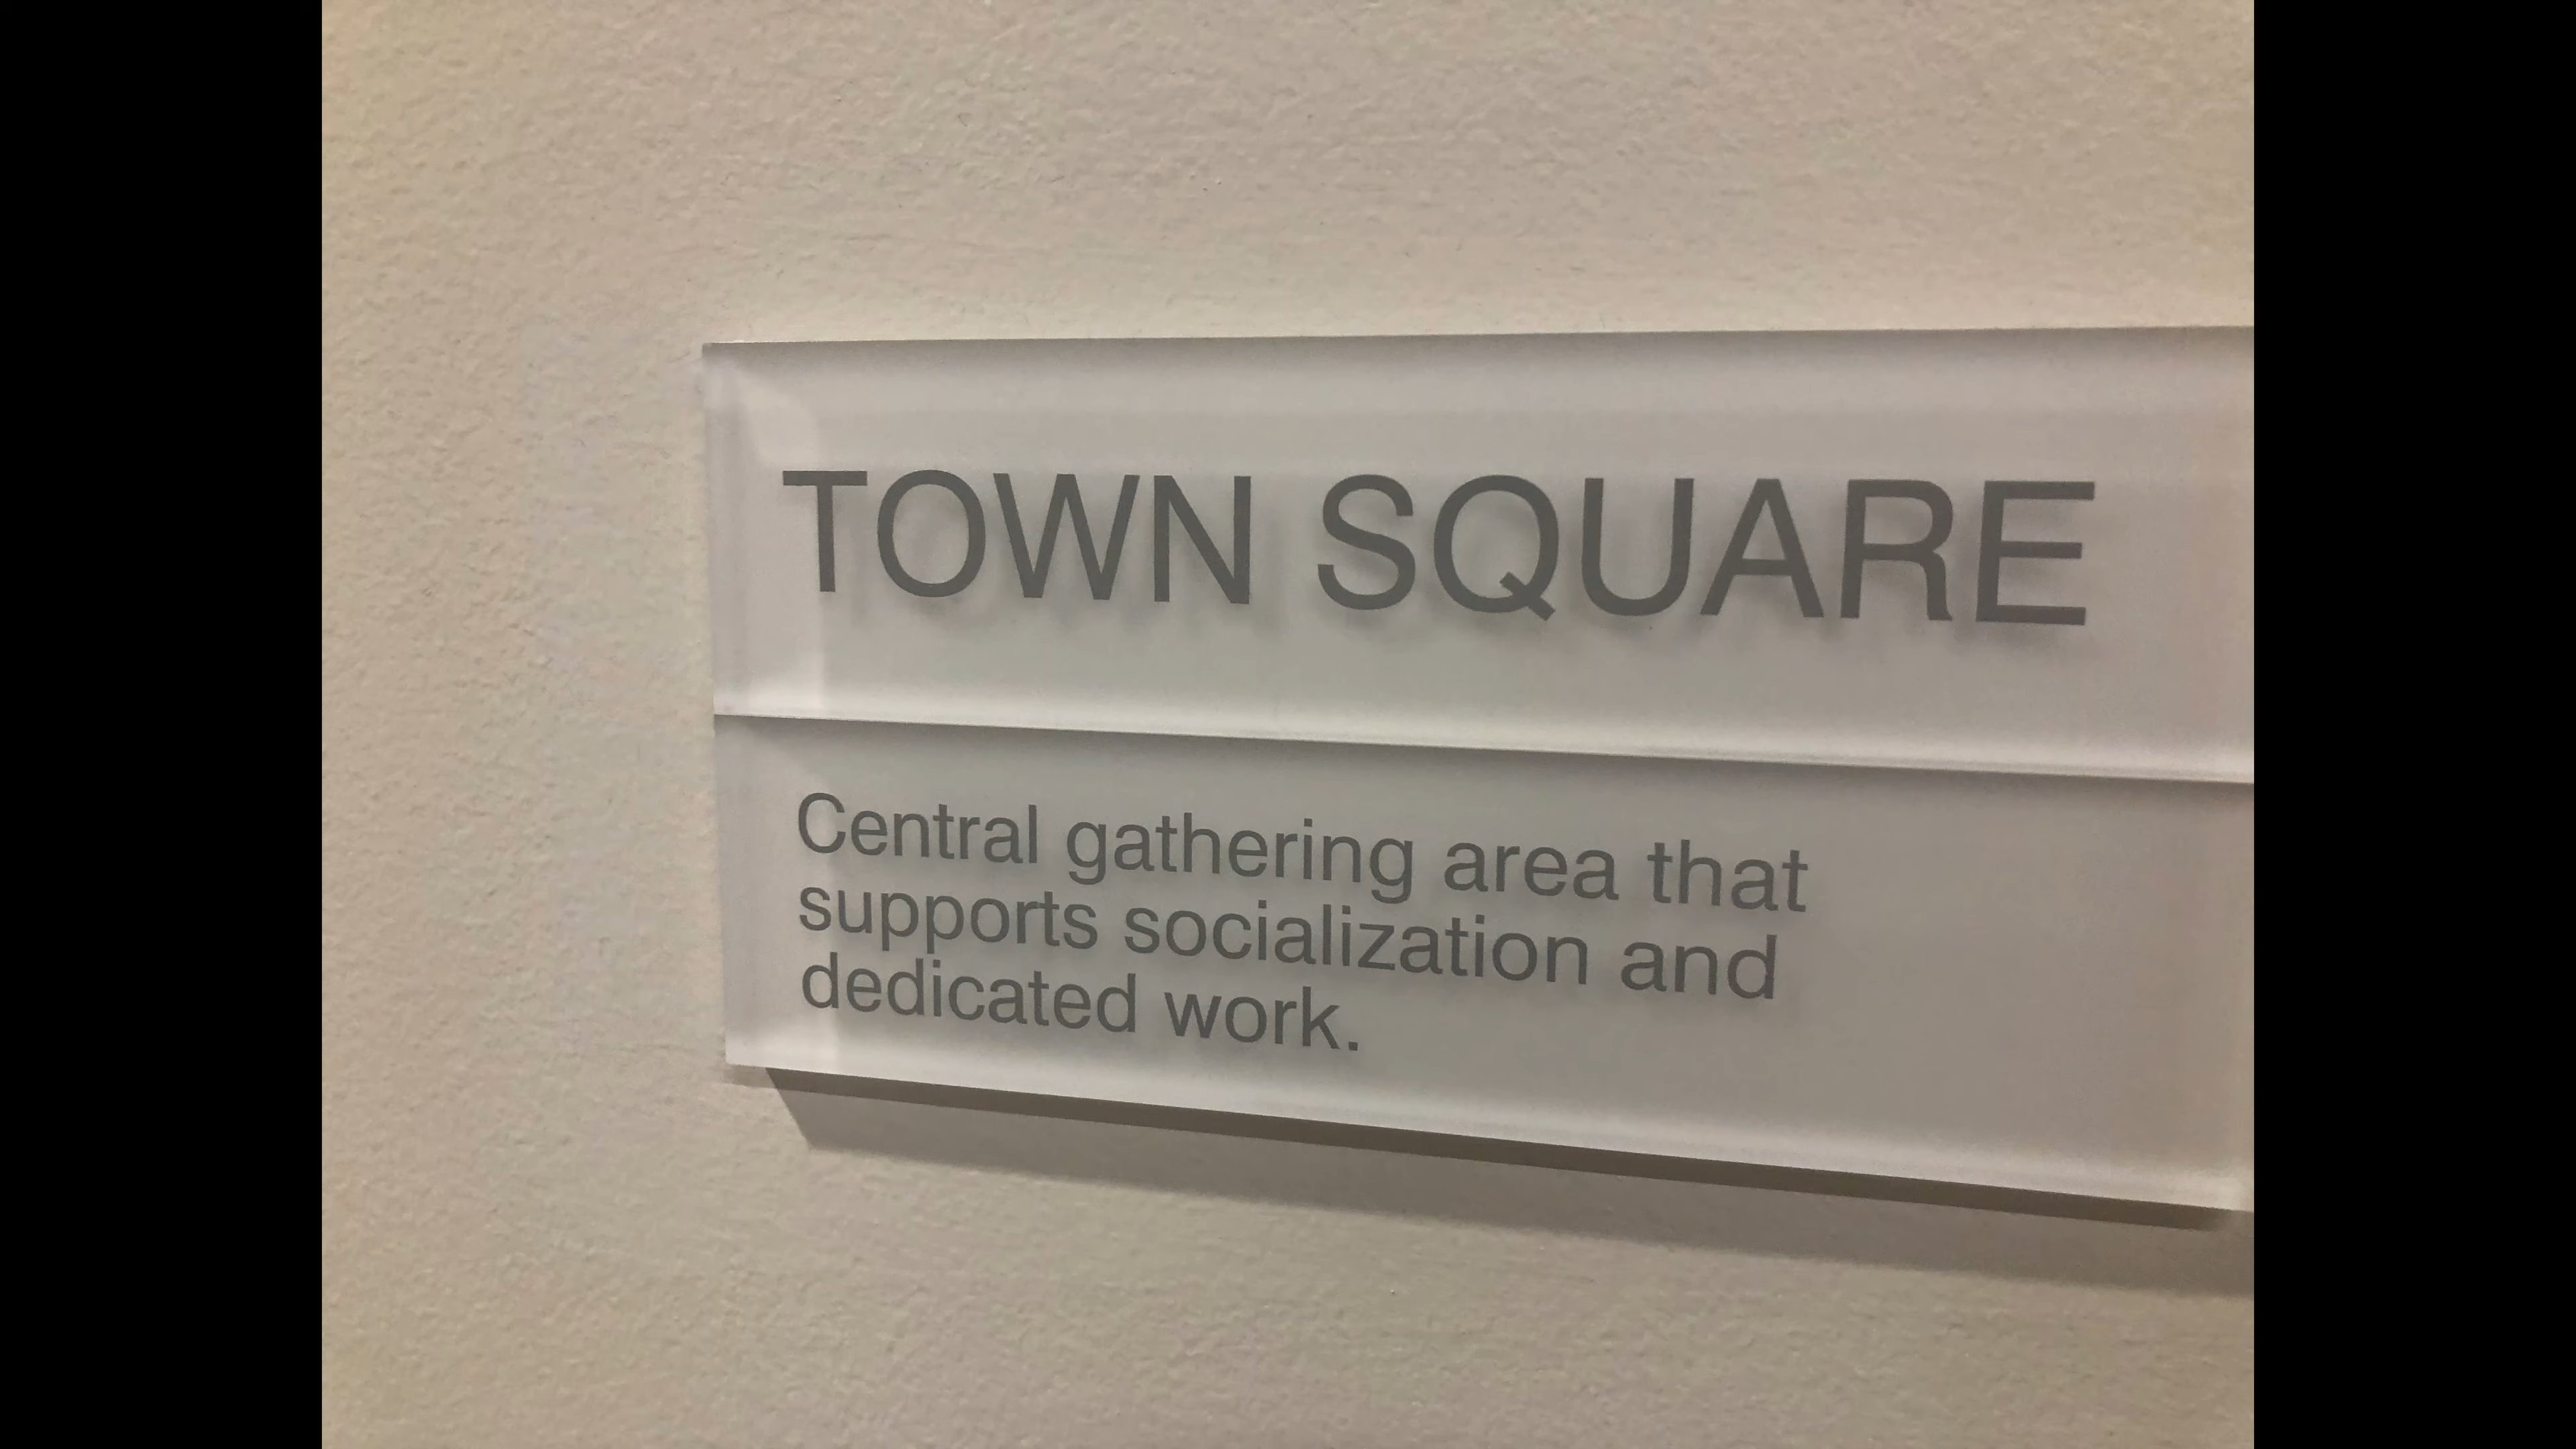 TOWN SQUARE
Central gathering area that
supports socialization and
dedicated work.